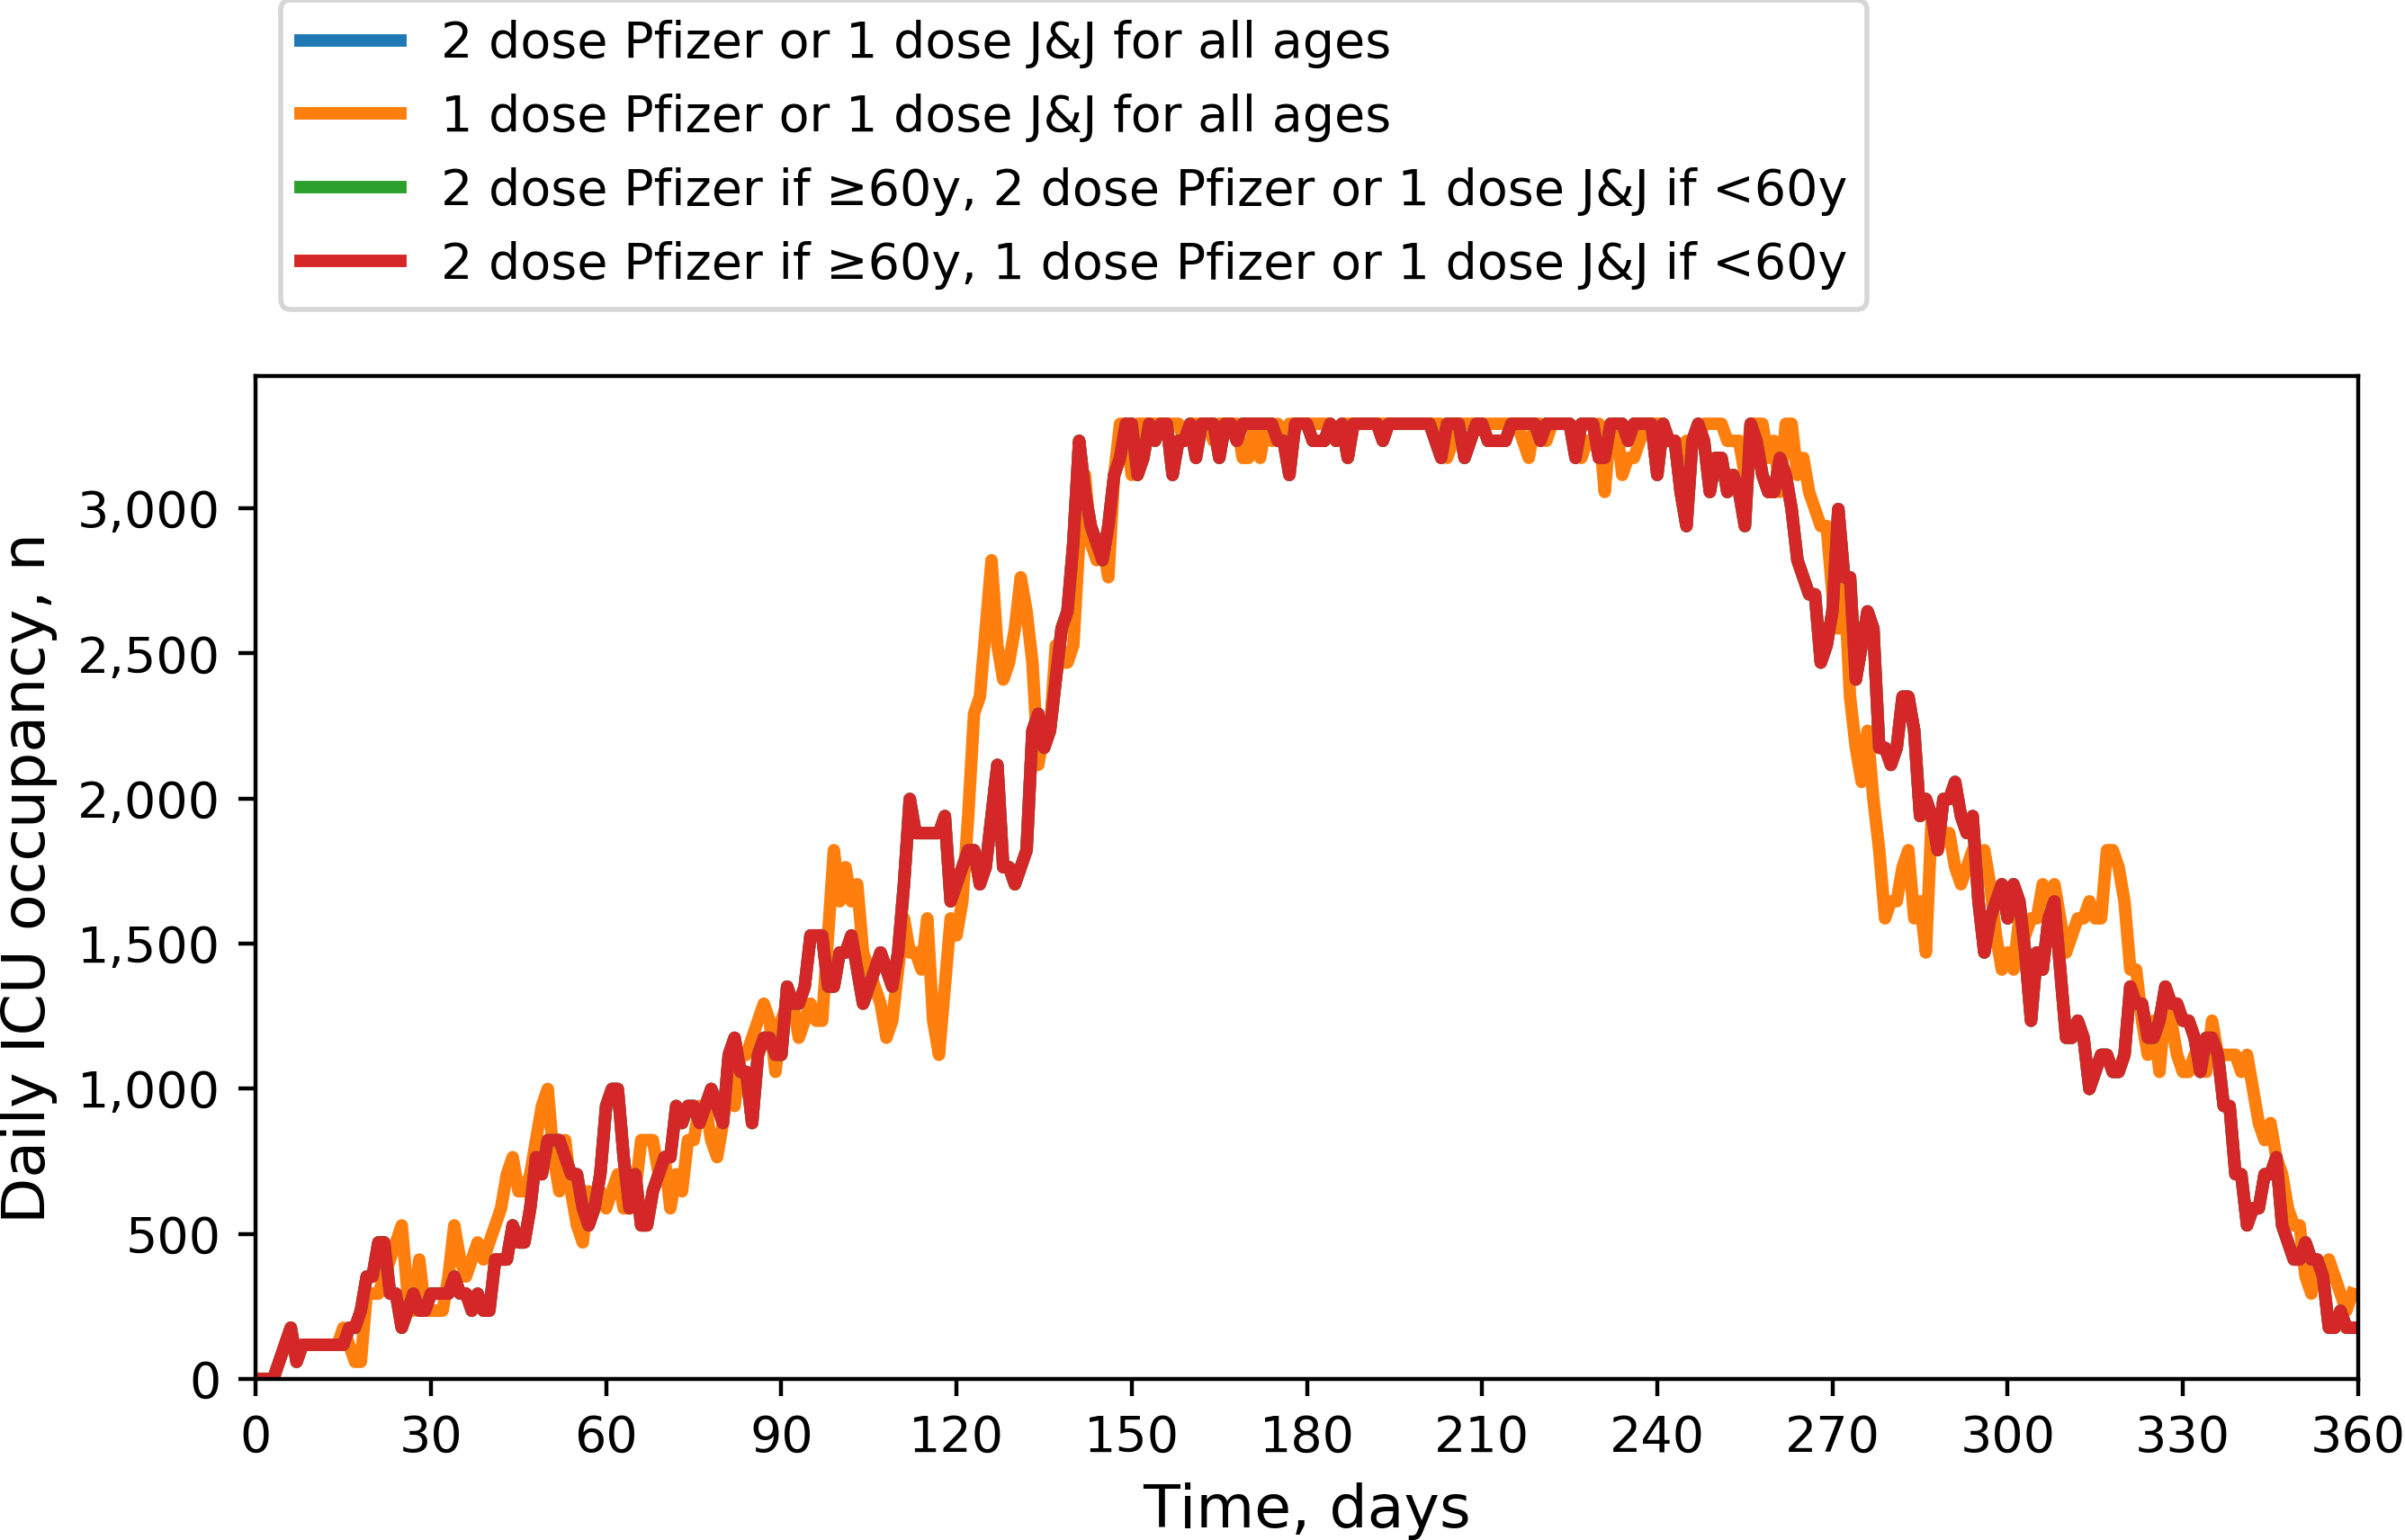 2 dose Pfizer or 1 dose J&J for all ages
1 dose Pfizer or 1 dose J&J for all ages
2 dose Pfizer if ≥60y, 2 dose Pfizer or 1 dose J&J if <60y
2 dose Pfizer if ≥60y, 1 dose Pfizer or 1 dose J&J if <60y
Daily ICU occupancy, n
3,000
2,500
2,000
1,500
1,000
500
0
0 30 60 90 120 150 180 210 240 270 300 330 360
Time, days